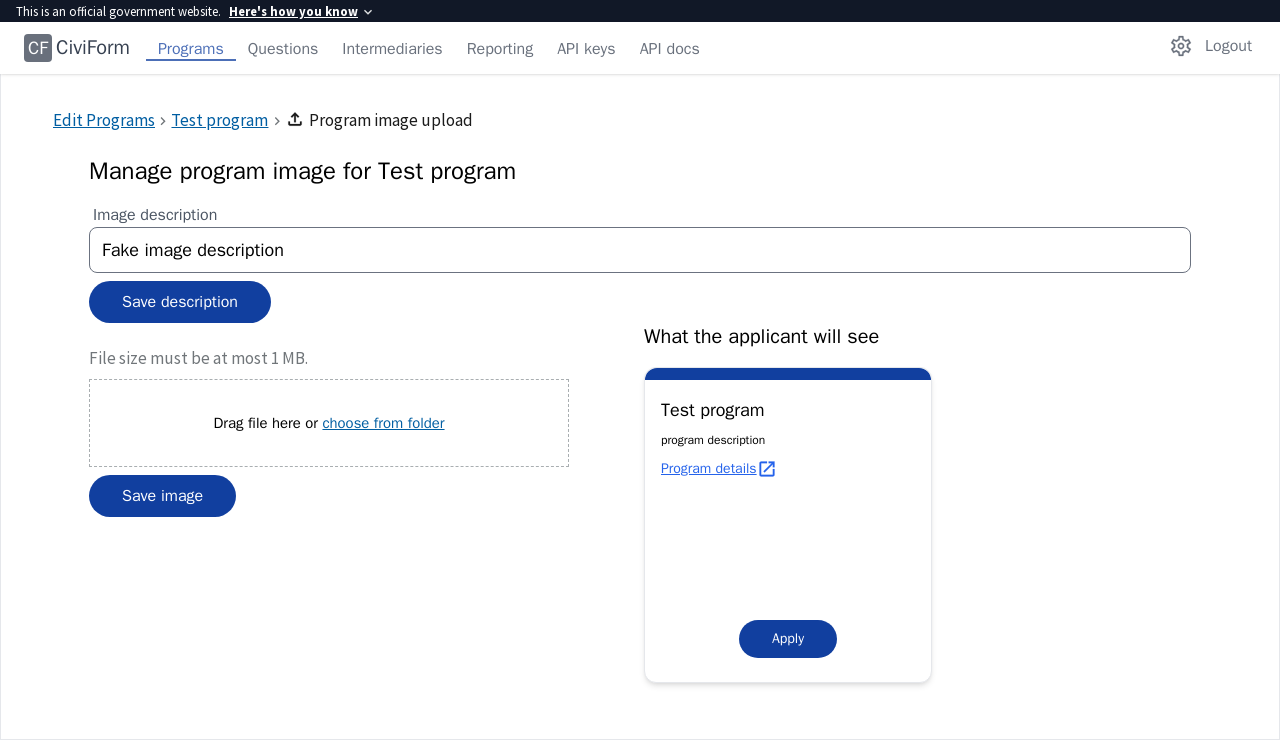 This is an official government website. Here's how you know
CF CiviForm Programs Questions Intermediaries Reporting API keys API docs Logout
Edit Programs › Test program › Program image upload
Manage program image for Test program
Image description
Fake image description
Save description
What the applicant will see
File size must be at most 1 MB.
Drag file here or choose from folder
Save image
Test program
program description
Program details
Apply